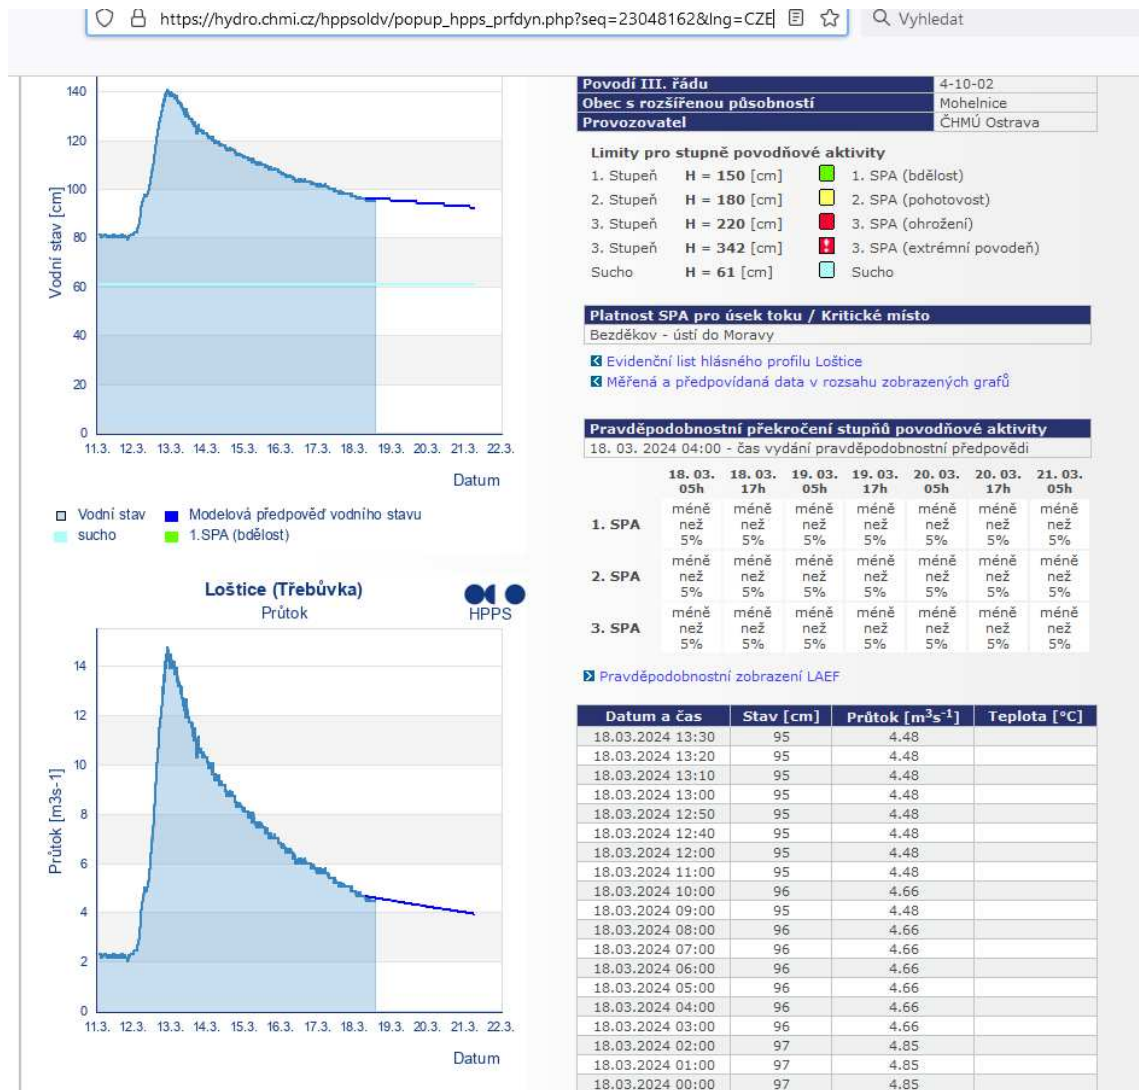 https://hydro.chmi.cz/hppsoldv/popup_hpps_prfdyn.php?seq=23048162&lng=CZE
Vyhledat
140
120
100
80
60
40
20
0
Vodní stav [cm]
11.3. 12.3. 13.3. 14.3. 15.3. 16.3. 17.3. 18.3. 19.3. 20.3. 21.3. 22.3.
Datum
Vodní stav Modelová předpověď vodního stavu
sucho 1.SPA (bdělost)
Loštice (Třebůvka)
Průtok
HPPS
14
12
10
8
6
4
2
0
Průtok [m3s-1]
11.3. 12.3. 13.3. 14.3. 15.3. 16.3. 17.3. 18.3. 19.3. 20.3. 21.3. 22.3.
Datum
Povodí III. řádu 4-10-02
Obec s rozšířenou působností Mohelnice
Provozovatel ČHMÚ Ostrava
Limity pro stupně povodňové aktivity
1. Stupeň H = 150 [cm] 1. SPA (bdělost)
2. Stupeň H = 180 [cm] 2. SPA (pohotovost)
3. Stupeň H = 220 [cm] 3. SPA (ohrožení)
3. Stupeň H = 342 [cm] 3. SPA (extrémní povodeň)
Sucho H = 61 [cm] Sucho
Platnost SPA pro úsek toku / Kritické místo
Bezděkov - ústí do Moravy
Evidenční list hlásného profilu Loštice
Měřená a předpovídaná data v rozsahu zobrazených grafů
Pravděpodobnostní překročení stupňů povodňové aktivity
18. 03. 2024 04:00 - čas vydání pravděpodobnostní předpovědi
18. 03. 18. 03. 19. 03. 19. 03. 20. 03. 20. 03. 21. 03.
05h 17h 05h 17h 05h 17h 05h
méně méně méně méně méně méně méně
1. SPA než než než než než než než
5% 5% 5% 5% 5% 5% 5%
méně méně méně méně méně méně méně
2. SPA než než než než než než než
5% 5% 5% 5% 5% 5% 5%
méně méně méně méně méně méně méně
3. SPA než než než než než než než
5% 5% 5% 5% 5% 5% 5%
Pravděpodobnostní zobrazení LAEF
Datum a čas Stav [cm] Průtok [m³s⁻¹] Teplota [°C]
18.03.2024 13:30 95 4.48
18.03.2024 13:20 95 4.48
18.03.2024 13:10 95 4.48
18.03.2024 13:00 95 4.48
18.03.2024 12:50 95 4.48
18.03.2024 12:40 95 4.48
18.03.2024 12:00 95 4.48
18.03.2024 11:00 95 4.48
18.03.2024 10:00 96 4.66
18.03.2024 09:00 95 4.48
18.03.2024 08:00 96 4.66
18.03.2024 07:00 96 4.66
18.03.2024 06:00 96 4.66
18.03.2024 05:00 96 4.66
18.03.2024 04:00 96 4.66
18.03.2024 03:00 96 4.66
18.03.2024 02:00 97 4.85
18.03.2024 01:00 97 4.85
18.03.2024 00:00 97 4.85